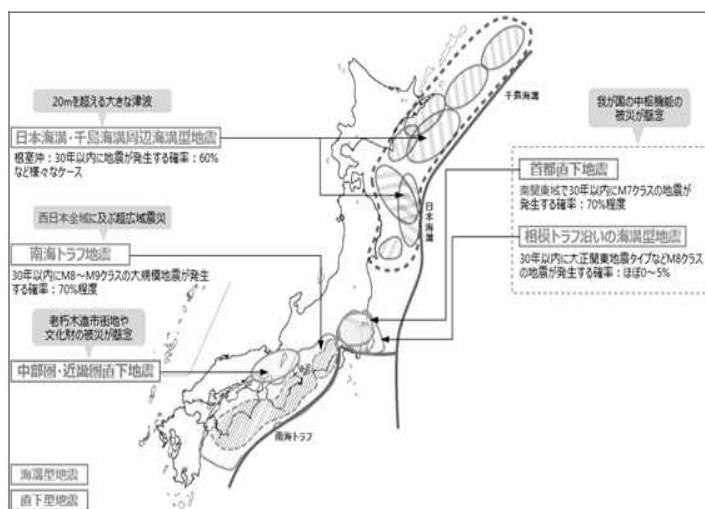 20mを超える大きな津波
日本海溝・千島海溝周辺海溝型地震
根室沖：30年以内に地震が発生する確率：60%
など様々なケース
西日本全域に及ぶ超広域震災
南海トラフ地震
30年以内にM8～M9クラスの大規模地震が発生
する確率：70%程度
老朽木造市街地や
文化財の被災が懸念
中部圏・近畿圏直下地震
海溝型地震
直下型地震
千島海溝
日本海溝
南海トラフ
我が国の中枢機能の
被災が懸念
首都直下地震
南関東域で30年以内にM7クラスの地震が
発生する確率：70%程度
相模トラフ沿いの海溝型地震
30年以内に大正関東地震タイプなどM8クラス
の地震が発生する確率：ほぼ0～5%